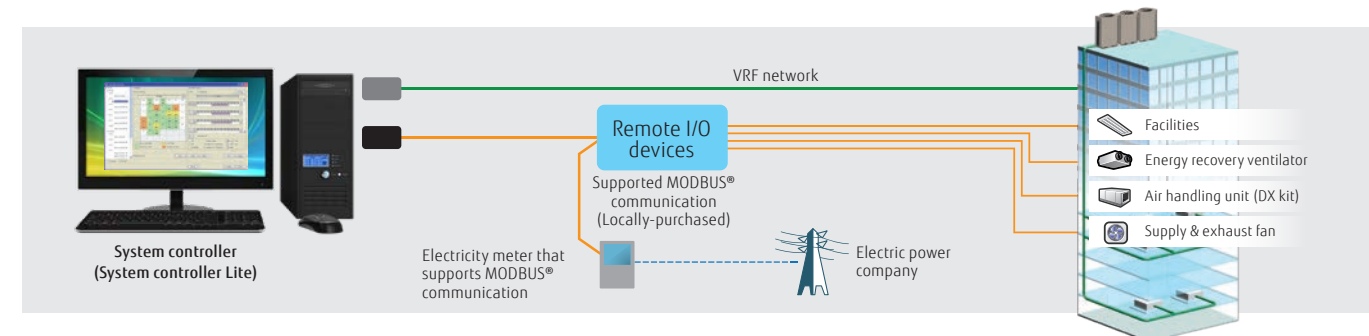 VRF network
Remote I/O
devices
Supported MODBUS®
communication
(Locally-purchased)
Facilities
Energy recovery ventilator
Air handling unit (DX kit)
Supply & exhaust fan
System controller
(System controller Lite)
Electricity meter that
supports MODBUS®
communication
Electric power
company